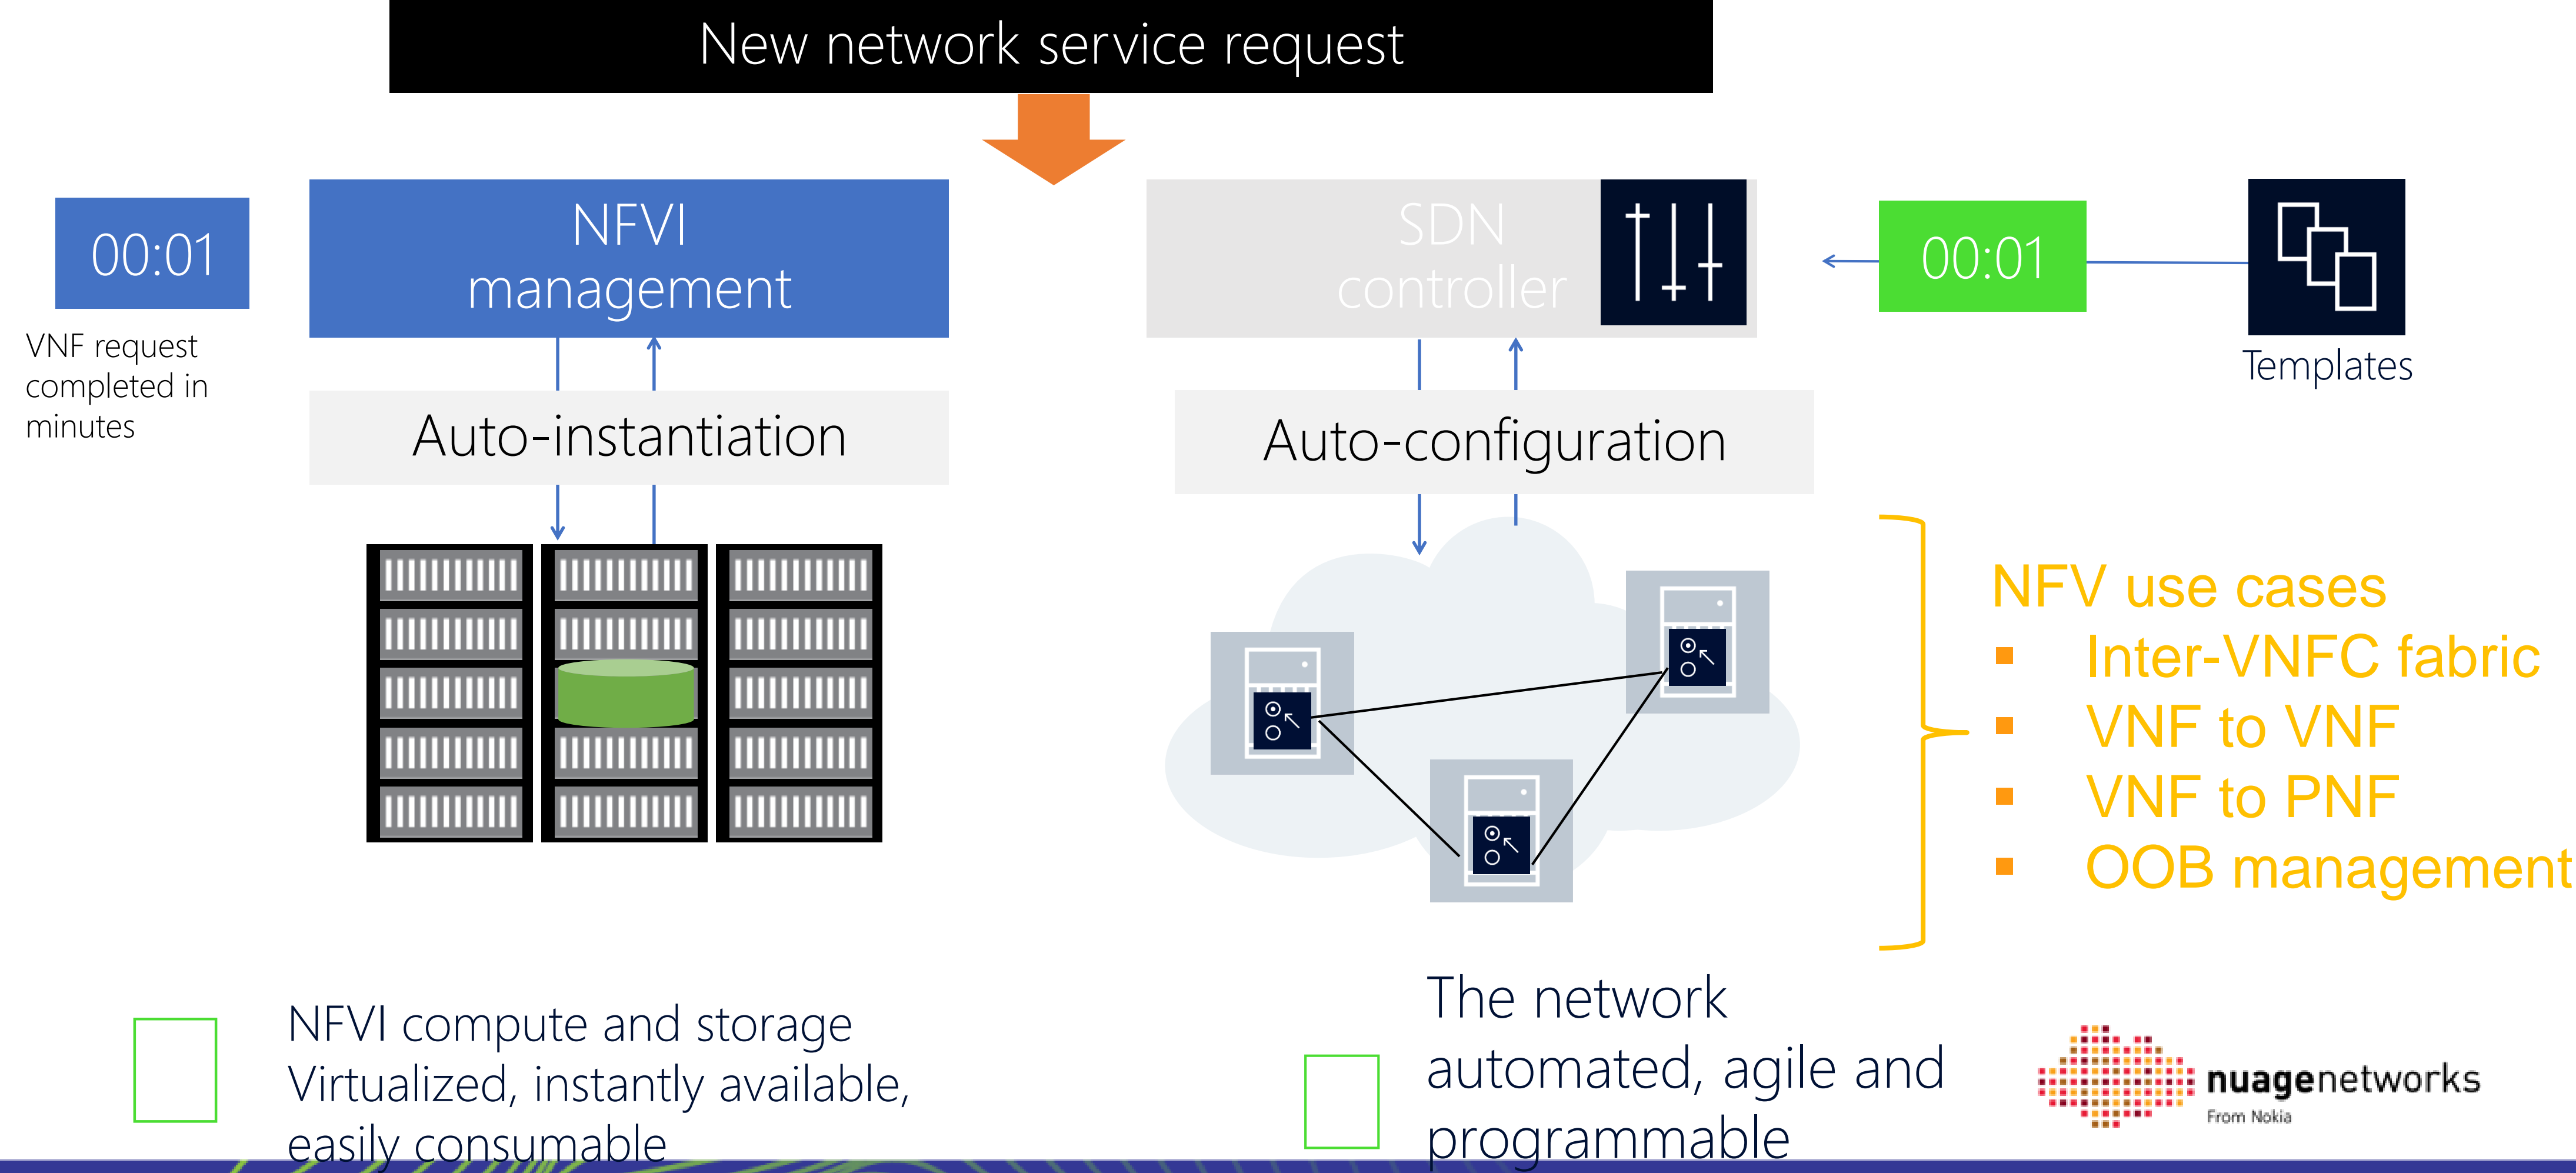 New network service request
00:01
VNF request
completed in
minutes
NFVI
management
SDN
controller
00:01
Templates
Auto-instantiation
Auto-configuration
NFV use cases
▪ Inter-VNFC fabric
▪ VNF to VNF
▪ VNF to PNF
▪ OOB management
NFVI compute and storage
Virtualized, instantly available,
easily consumable
The network
automated, agile and
programmable
nuagenetworks
From Nokia